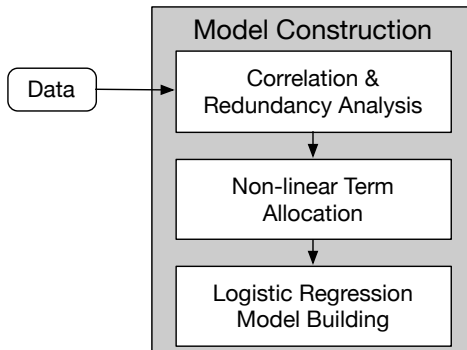 Model Construction
Data
Correlation &
Redundancy Analysis
Non-linear Term
Allocation
Logistic Regression
Model Building